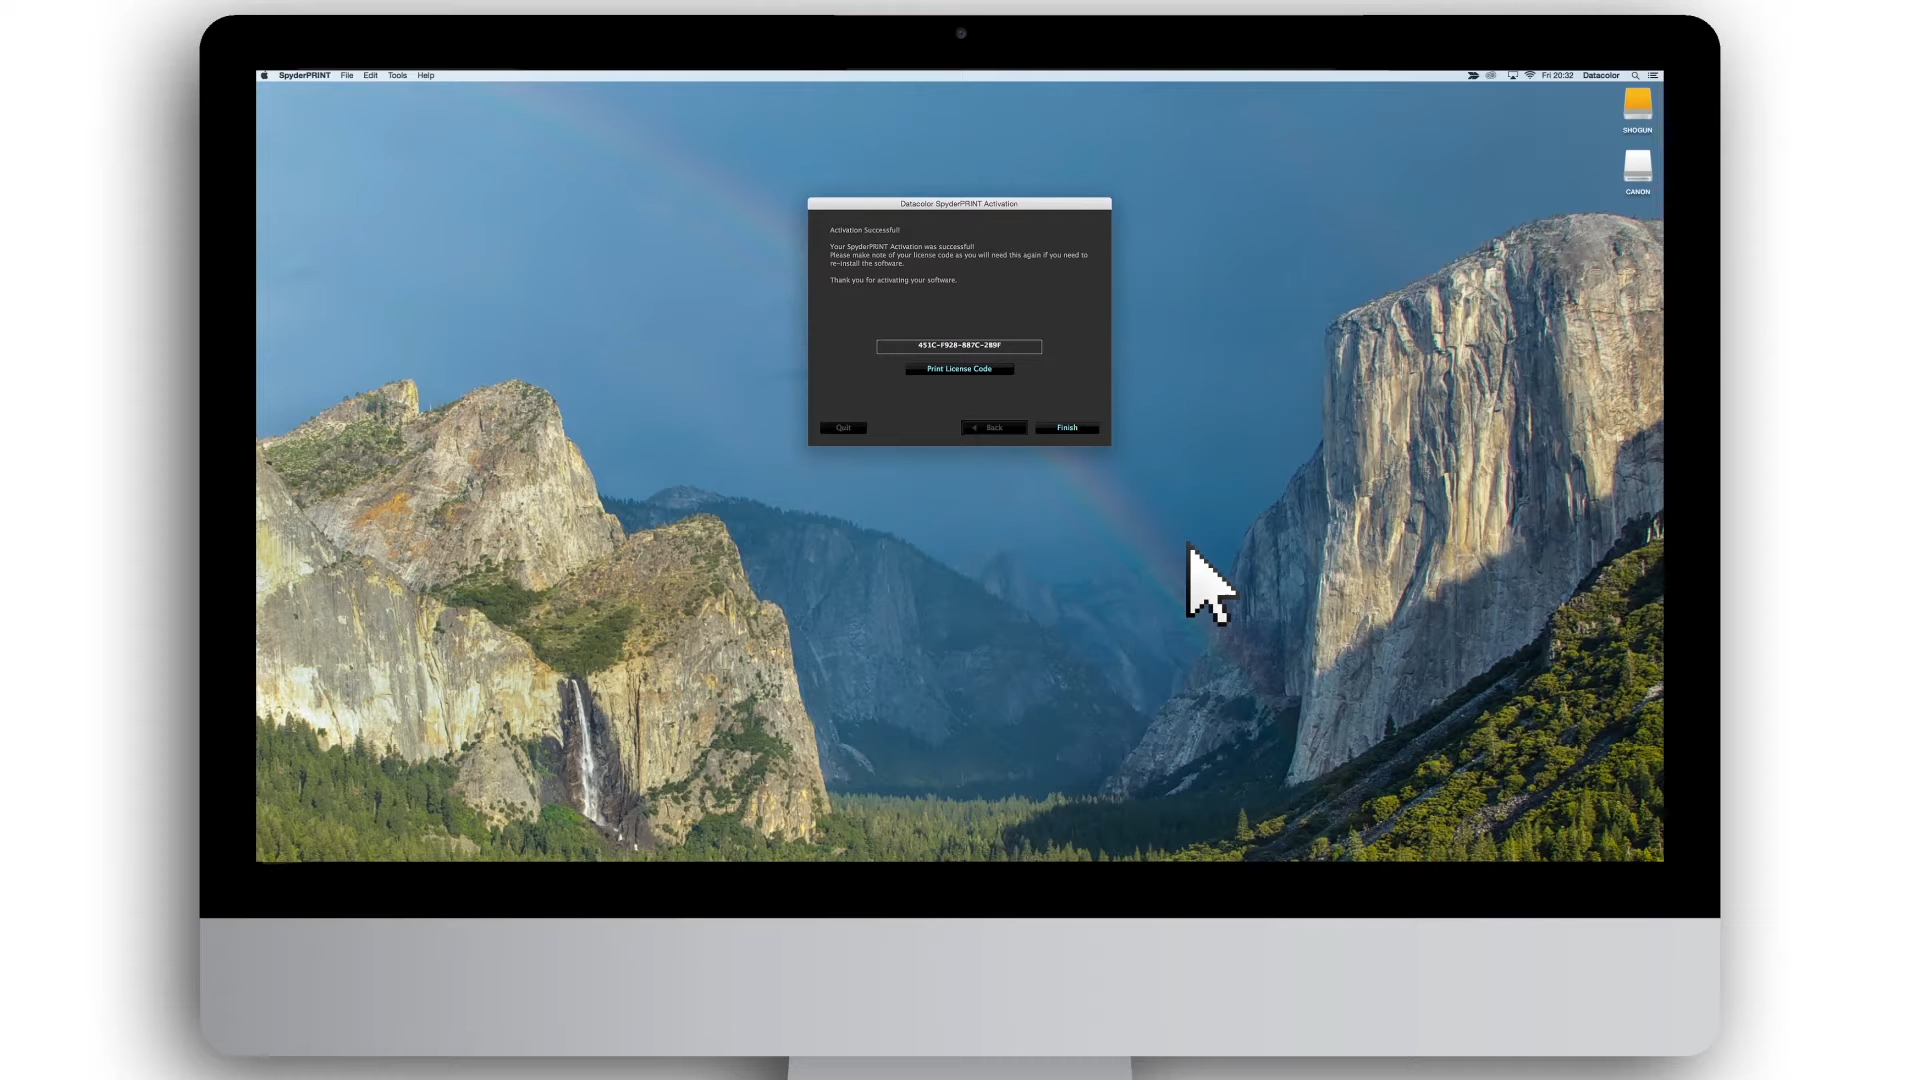 SpyderPRINT File Edit Tools Help
Fri 20:32 Datacolor
SHOGUN
CANON
Datacolor SpyderPRINT Activation
Activation Successful!
Your SpyderPRINT Activation was successful!
Please make note of your license code as you will need this again if you need to
re-install the software.
Thank you for activating your software.
451C-F928-887C-2B9F
Print License Code
Quit
Back
Finish